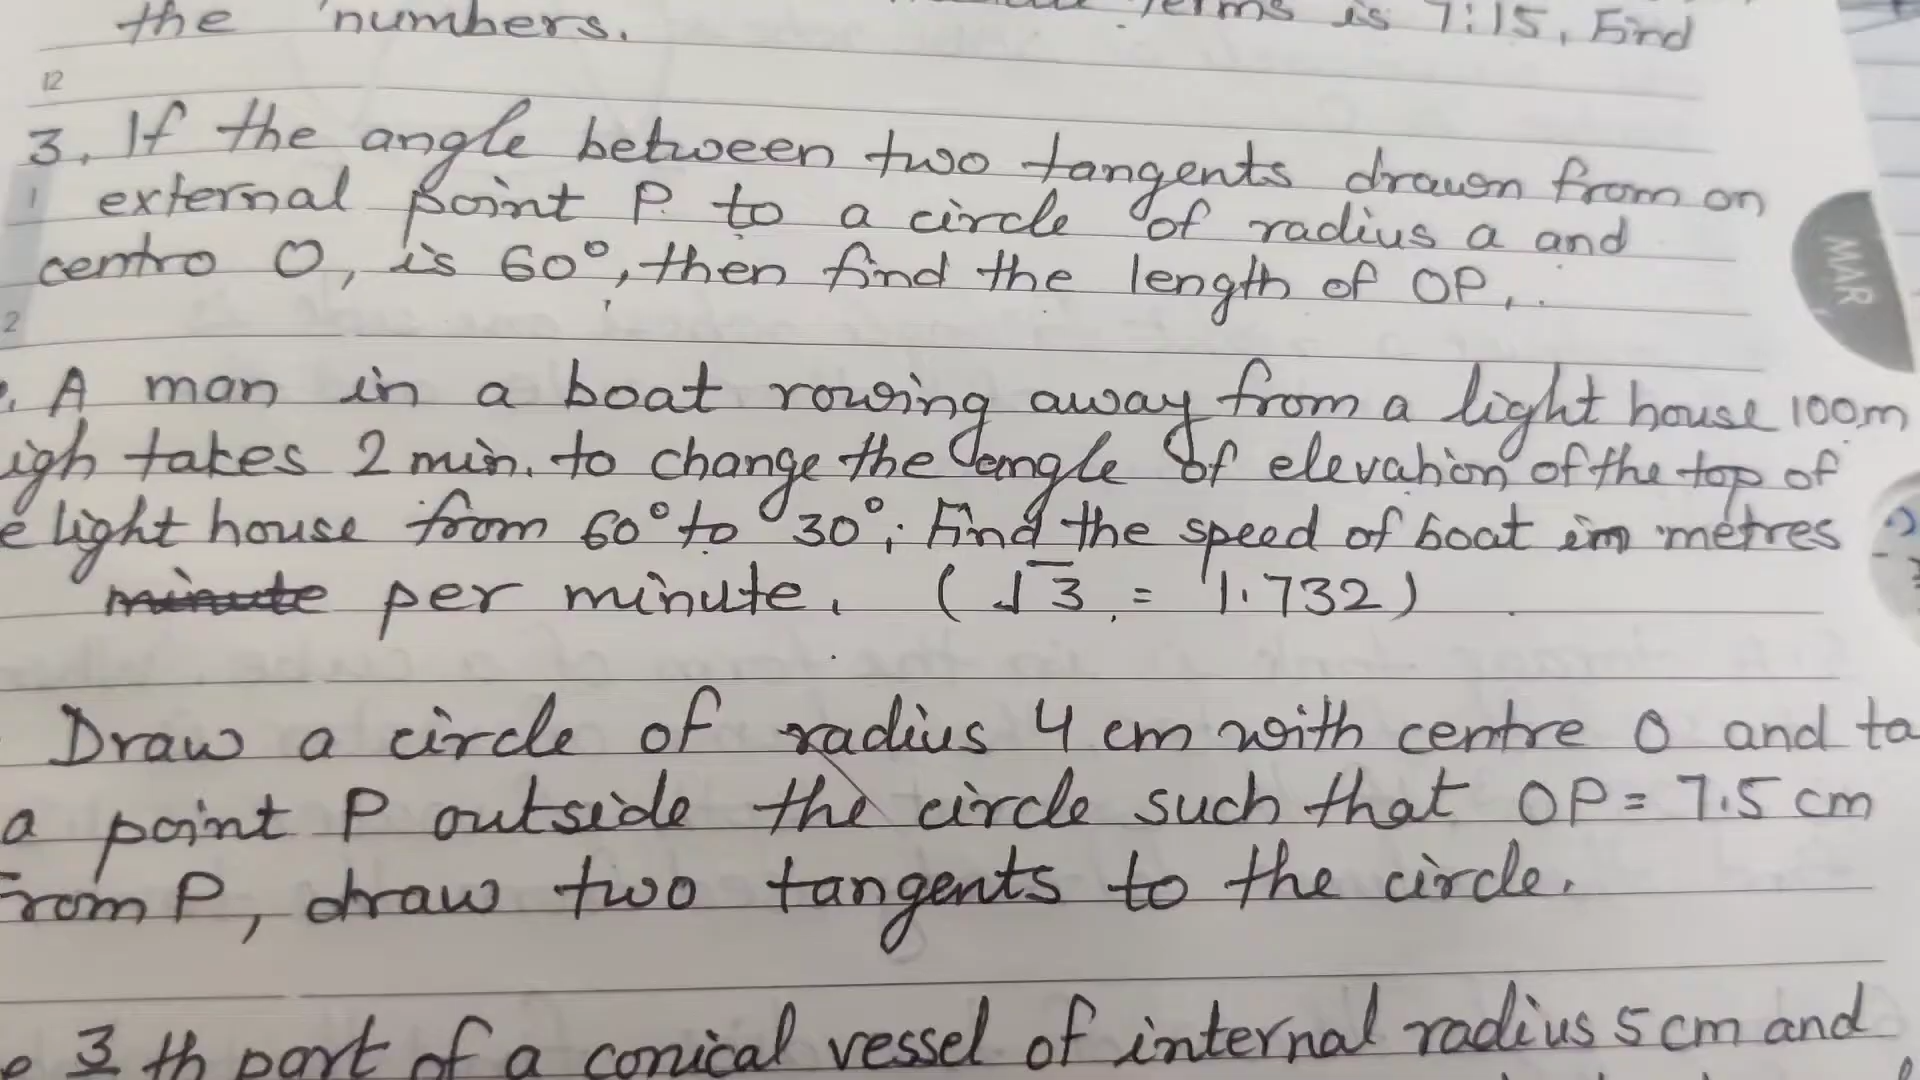 the numbers. terms is 7:15, Find
12
3. If the angle between two tangents drawn from an
1 external point P. to a circle of radius a and
centro O, is 60°, then find the length of OP,.
2
. A man in a boat rowing away from a light house 100m
igh takes 2 min. to change the angle of elevation of the top of
e light house from 60° to 30°; Find the speed of boat in metres
minute per minute. (√3 = 1.732)
Draw a circle of radius 4 cm with centre O and ta
a point P outside the circle such that OP = 7.5 cm
From P, draw two tangents to the circle.
3 th part of a conical vessel of internal radius 5 cm and
MAR